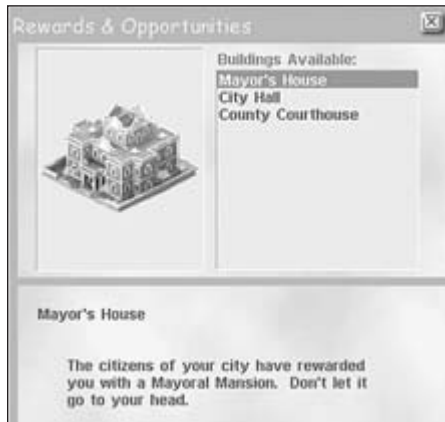 Rewards & Opportunities
Buildings Available:
Mayor's House
City Hall
County Courthouse
Mayor's House
The citizens of your city have rewarded
you with a Mayoral Mansion. Don't let it
go to your head.